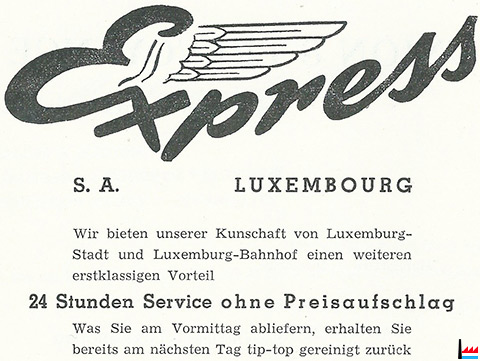 Express
S. A. LUXEMBOURG
Wir bieten unserer Kunschaft von Luxemburg-
Stadt und Luxemburg-Bahnhof einen weiteren
erstklassigen Vorteil
24 Stunden Service ohne Preisaufschlag
Was Sie am Vormittag abliefern, erhalten Sie
bereits am nächsten Tag tip-top gereinigt zurück